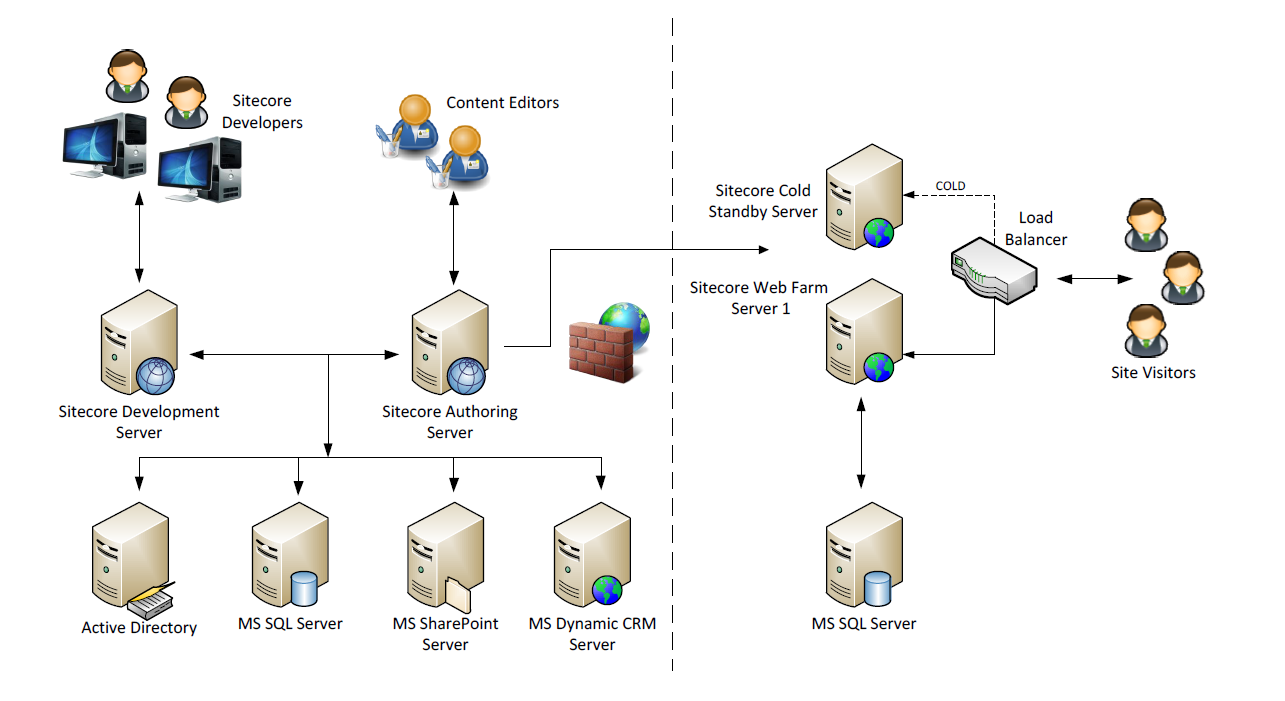 Sitecore
Developers
Content Editors
Sitecore Cold
Standby Server
COLD
Load
Balancer
Sitecore Web Farm
Server 1
Site Visitors
Sitecore Development
Server
Sitecore Authoring
Server
Active Directory
MS SQL Server
MS SharePoint
Server
MS Dynamic CRM
Server
MS SQL Server